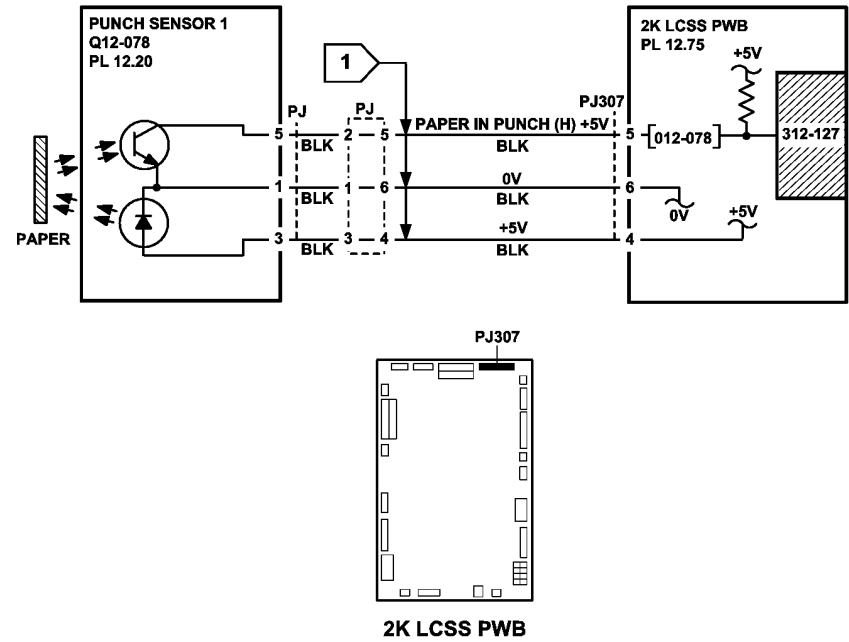 PUNCH SENSOR 1
Q12-078
PL 12.20
2K LCSS PWB
PL 12.75
+5V
1
PJ
PJ
PJ307
5 BLK 2 5 PAPER IN PUNCH (H) +5V 5 [012-078] 312-127
BLK
1 BLK 1 6 0V 6
BLK
0V
+5V
3 BLK 3 4 +5V 4
BLK
PAPER
PJ307
2K LCSS PWB